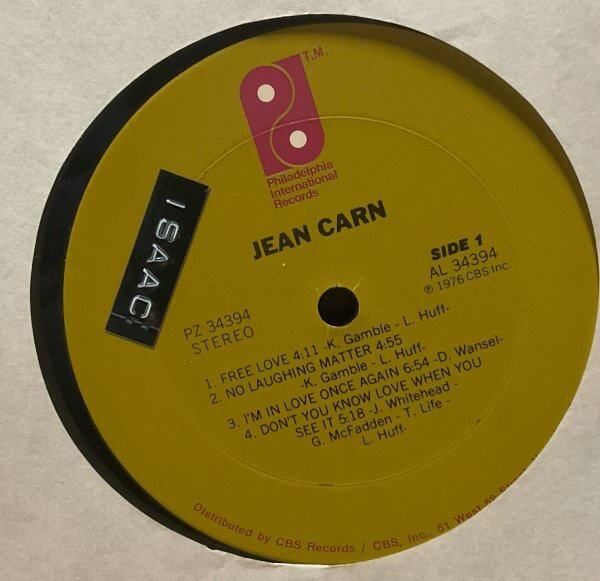 T.M.
Philadelphia
International
Records
ISAAC
JEAN CARN
SIDE 1
AL 34394
℗ 1976 CBS Inc.
PZ 34394
STEREO
1. FREE LOVE 4:11 -K. Gamble - L. Huff-
2. NO LAUGHING MATTER 4:55
-K. Gamble - L. Huff-
3. I'M IN LOVE ONCE AGAIN 6:54 -D. Wansel-
4. DON'T YOU KNOW LOVE WHEN YOU
SEE IT 5:18 -J. Whitehead -
G. McFadden - T. Life -
L. Huff-
Distributed by CBS Records / CBS, Inc., 51 West 52